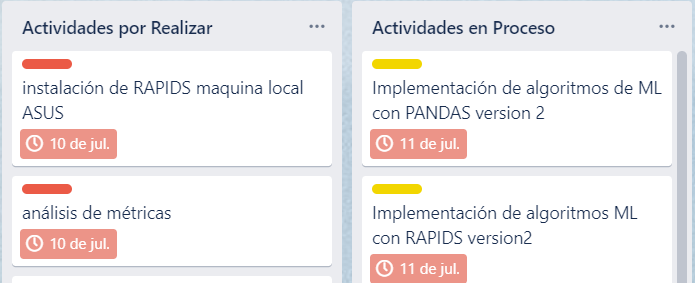 Actividades por Realizar
instalación de RAPIDS maquina local
ASUS
10 de jul.
análisis de métricas
10 de jul.
Actividades en Proceso
Implementación de algoritmos de ML
con PANDAS version 2
11 de jul.
Implementación de algoritmos ML
con RAPIDS version2
11 de jul.